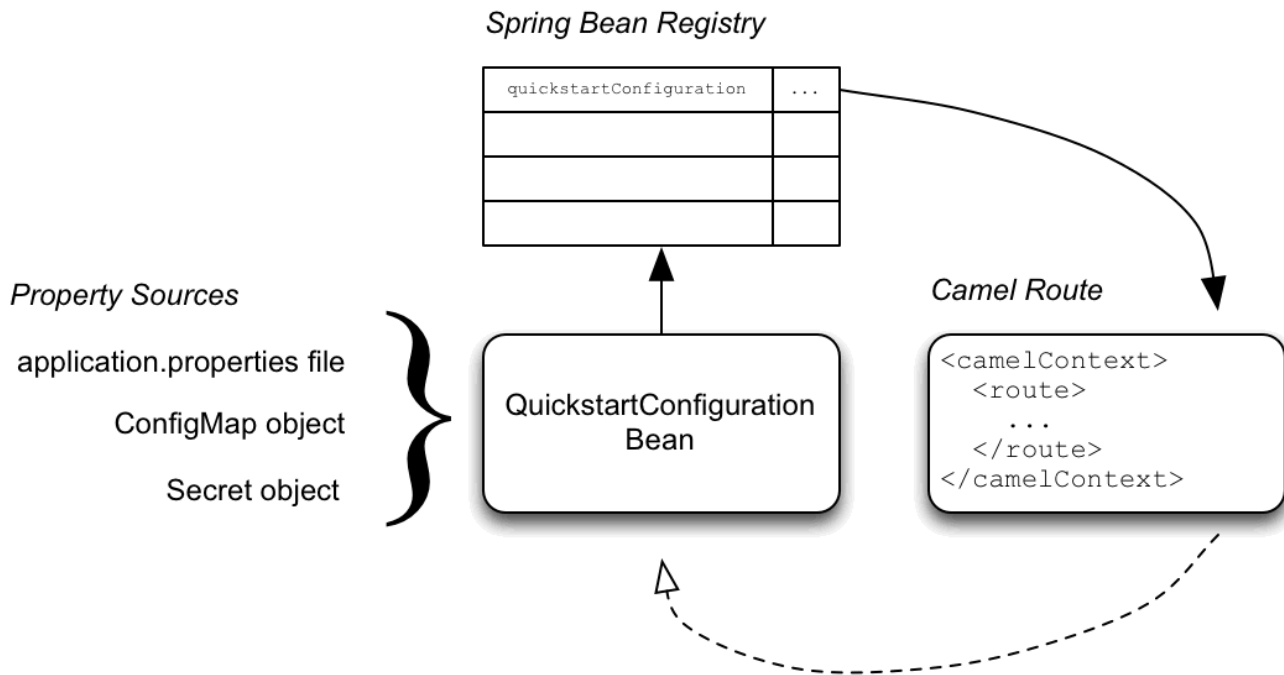 Spring Bean Registry
quickstartConfiguration ...
Property Sources
application.properties file
ConfigMap object
Secret object
QuickstartConfiguration
Bean
Camel Route
<camelContext>
<route>
...
</route>
</camelContext>